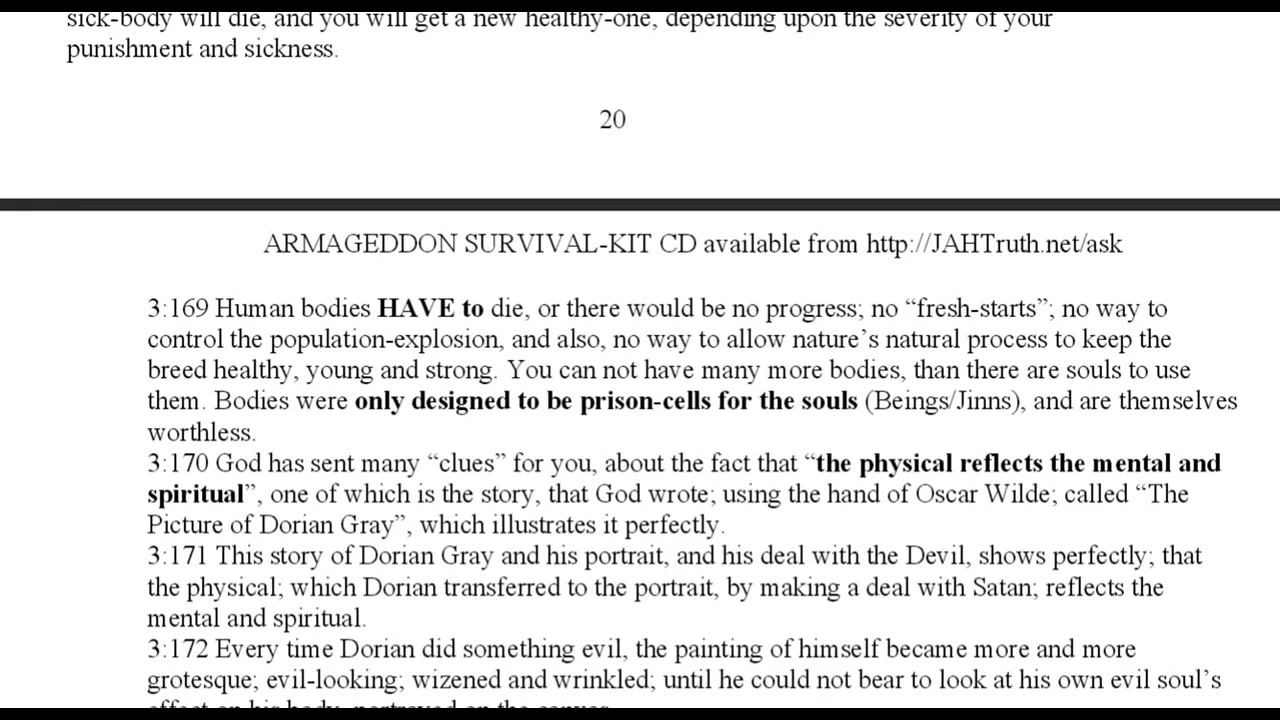 sick-body will die, and you will get a new healthy-one, depending upon the severity of your
punishment and sickness.
20
ARMAGEDDON SURVIVAL-KIT CD available from http://JAHTruth.net/ask
3:169 Human bodies HAVE to die, or there would be no progress; no “fresh-starts”; no way to
control the population-explosion, and also, no way to allow nature’s natural process to keep the
breed healthy, young and strong. You can not have many more bodies, than there are souls to use
them. Bodies were only designed to be prison-cells for the souls (Beings/Jinns), and are themselves
worthless.
3:170 God has sent many “clues” for you, about the fact that “the physical reflects the mental and
spiritual”, one of which is the story, that God wrote; using the hand of Oscar Wilde; called “The
Picture of Dorian Gray”, which illustrates it perfectly.
3:171 This story of Dorian Gray and his portrait, and his deal with the Devil, shows perfectly; that
the physical; which Dorian transferred to the portrait, by making a deal with Satan; reflects the
mental and spiritual.
3:172 Every time Dorian did something evil, the painting of himself became more and more
grotesque; evil-looking; wizened and wrinkled; until he could not bear to look at his own evil soul’s
effect on his body, portrayed on the canvas.